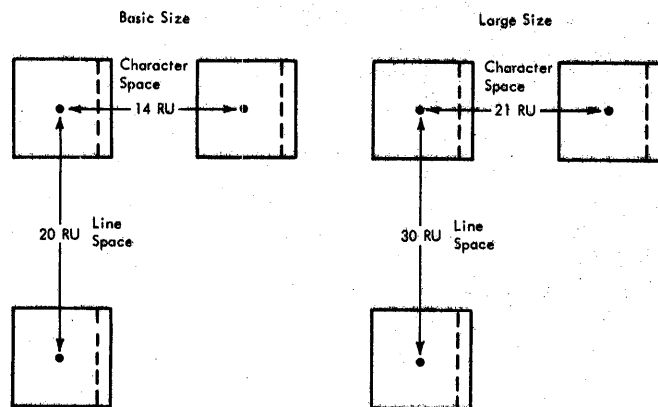 Basic Size
Character
Space
14 RU
20 RU
Line
Space
Large Size
Character
Space
21 RU
30 RU
Line
Space